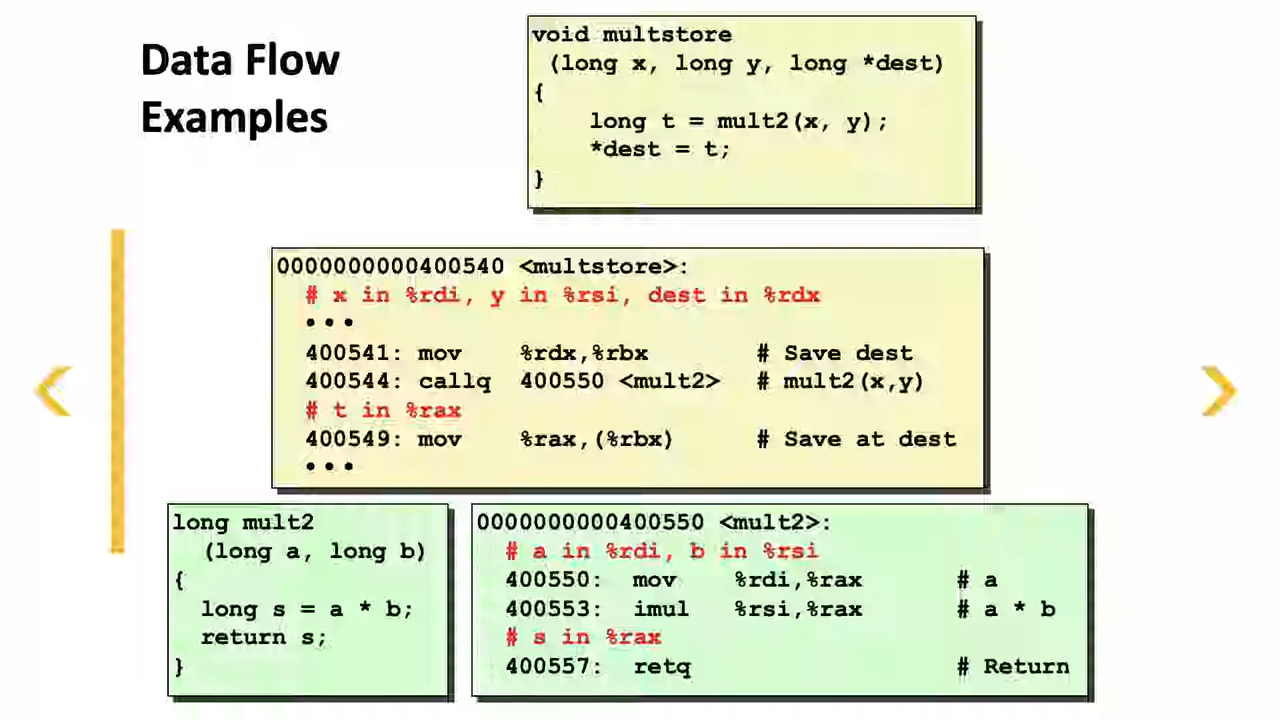 Data Flow
Examples
void multstore
(long x, long y, long *dest)
{
long t = mult2(x, y);
*dest = t;
}
0000000000400540 <multstore>:
# x in %rdi, y in %rsi, dest in %rdx
•••
400541: mov %rdx,%rbx # Save dest
400544: callq 400550 <mult2> # mult2(x,y)
# t in %rax
400549: mov %rax,(%rbx) # Save at dest
•••
long mult2
(long a, long b)
{
long s = a * b;
return s;
}
0000000000400550 <mult2>:
# a in %rdi, b in %rsi
400550: mov %rdi,%rax # a
400553: imul %rsi,%rax # a * b
# s in %rax
400557: retq # Return